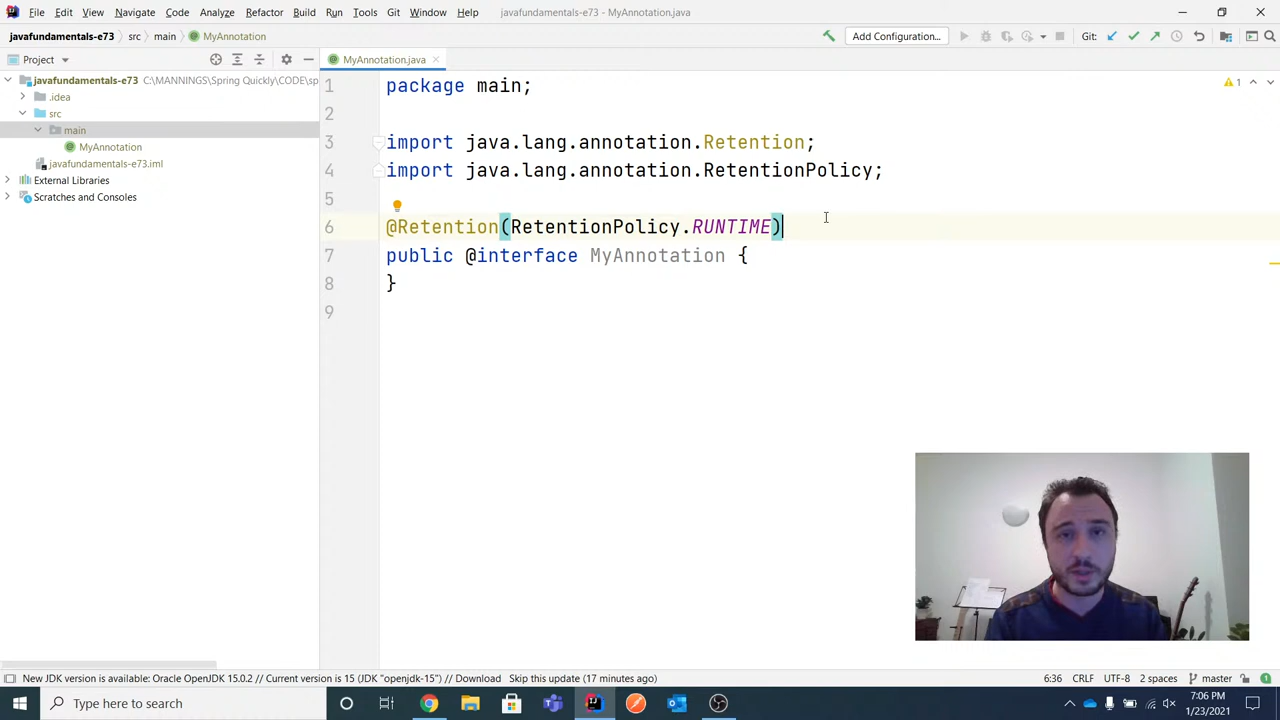 File Edit View Navigate Code Analyze Refactor Build Run Tools Git Window Help javafundamentals-e73 - MyAnnotation.java
javafundamentals-e73 src main MyAnnotation Add Configuration... Git:
Project MyAnnotation.java
javafundamentals-e73 C:\MANNINGS\Spring Quickly\CODE\sp
.idea
src
main
MyAnnotation
javafundamentals-e73.iml
External Libraries
Scratches and Consoles
1 package main;
2
3 import java.lang.annotation.Retention;
4 import java.lang.annotation.RetentionPolicy;
5
6 @Retention(RetentionPolicy.RUNTIME)
7 public @interface MyAnnotation {
8 }
9
1
New JDK version is available: Oracle OpenJDK 15.0.2 // Current version is 15 (JDK "openjdk-15") // Download Skip this update (17 minutes ago) 6:36 CRLF UTF-8 2 spaces master
Type here to search 7:06 PM
1/23/2021